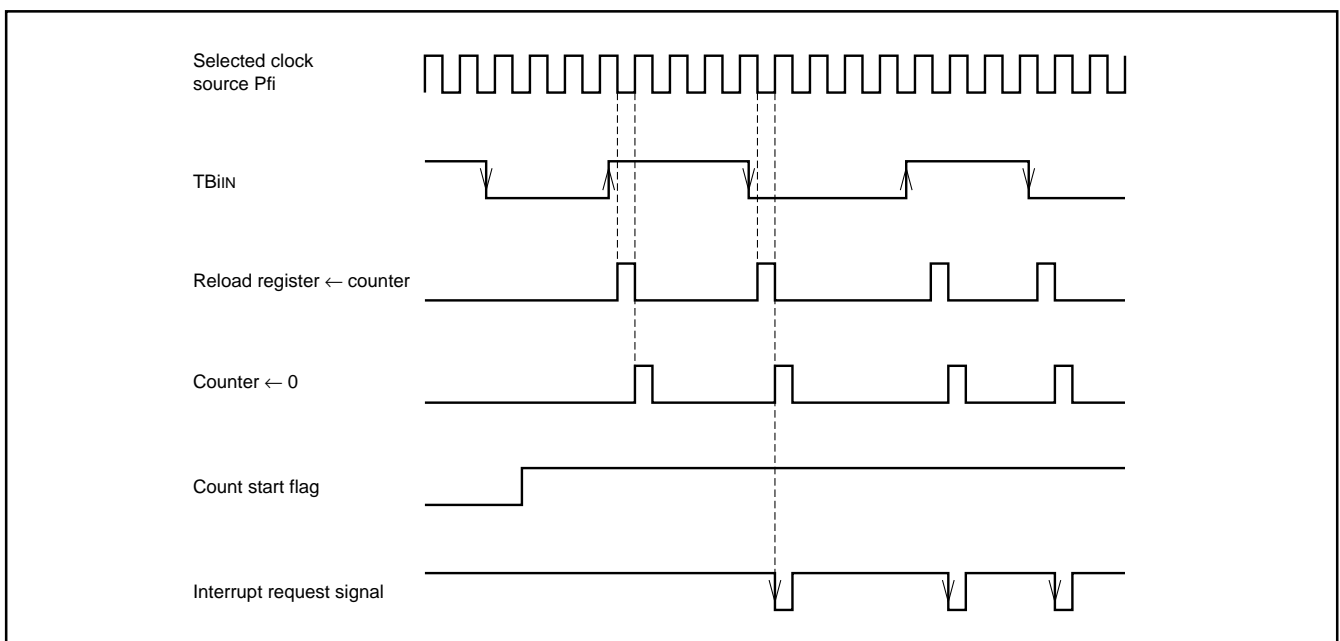 Selected clock
source Pfi
TBiIN
Reload register ← counter
Counter ← 0
Count start flag
Interrupt request signal